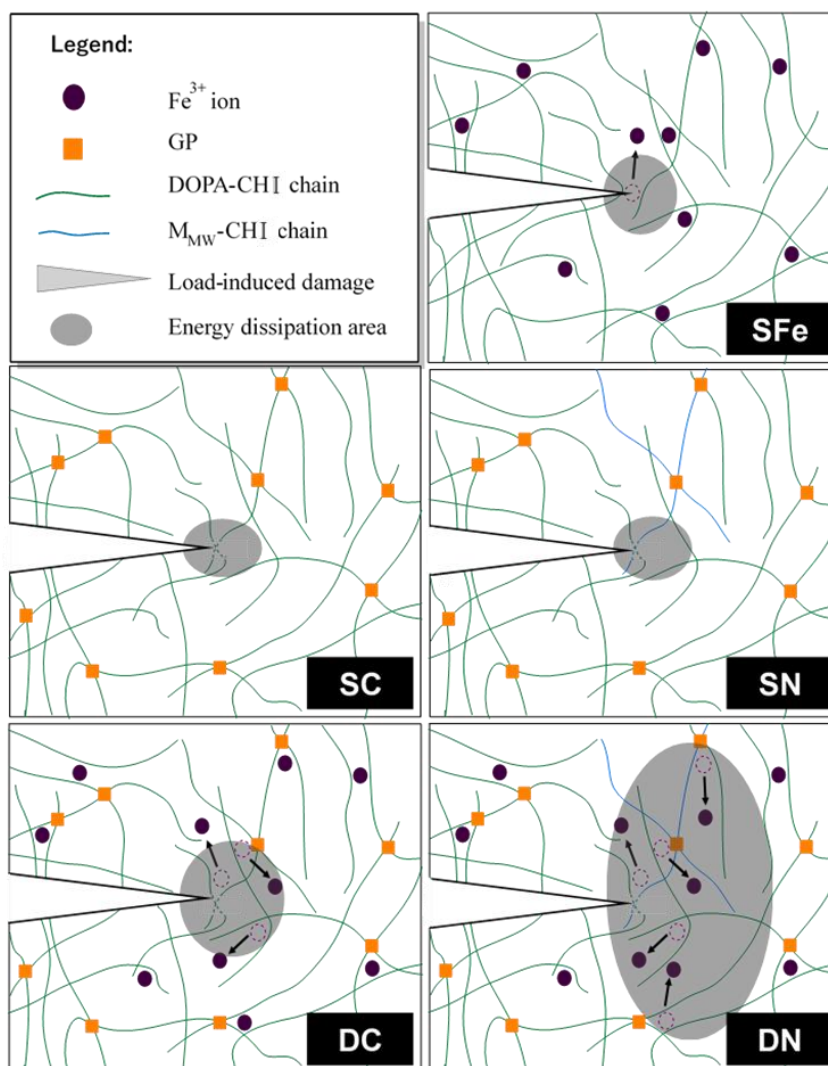 Legend:
Fe³⁺ ion
GP
DOPA-CHI chain
M_MW-CHI chain
Load-induced damage
Energy dissipation area
SFe
SC
SN
DC
DN